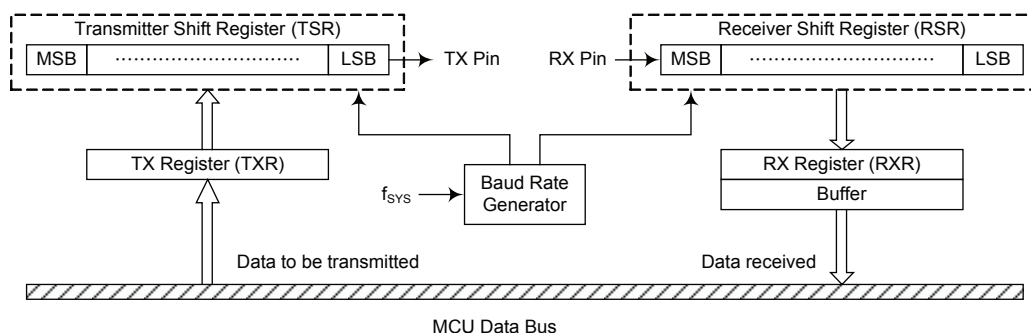 Transmitter Shift Register (TSR)
MSB ............................ LSB
TX Pin
Receiver Shift Register (RSR)
RX Pin
MSB ............................ LSB
TX Register (TXR)
fSYS
Baud Rate
Generator
RX Register (RXR)
Buffer
Data to be transmitted
Data received
MCU Data Bus